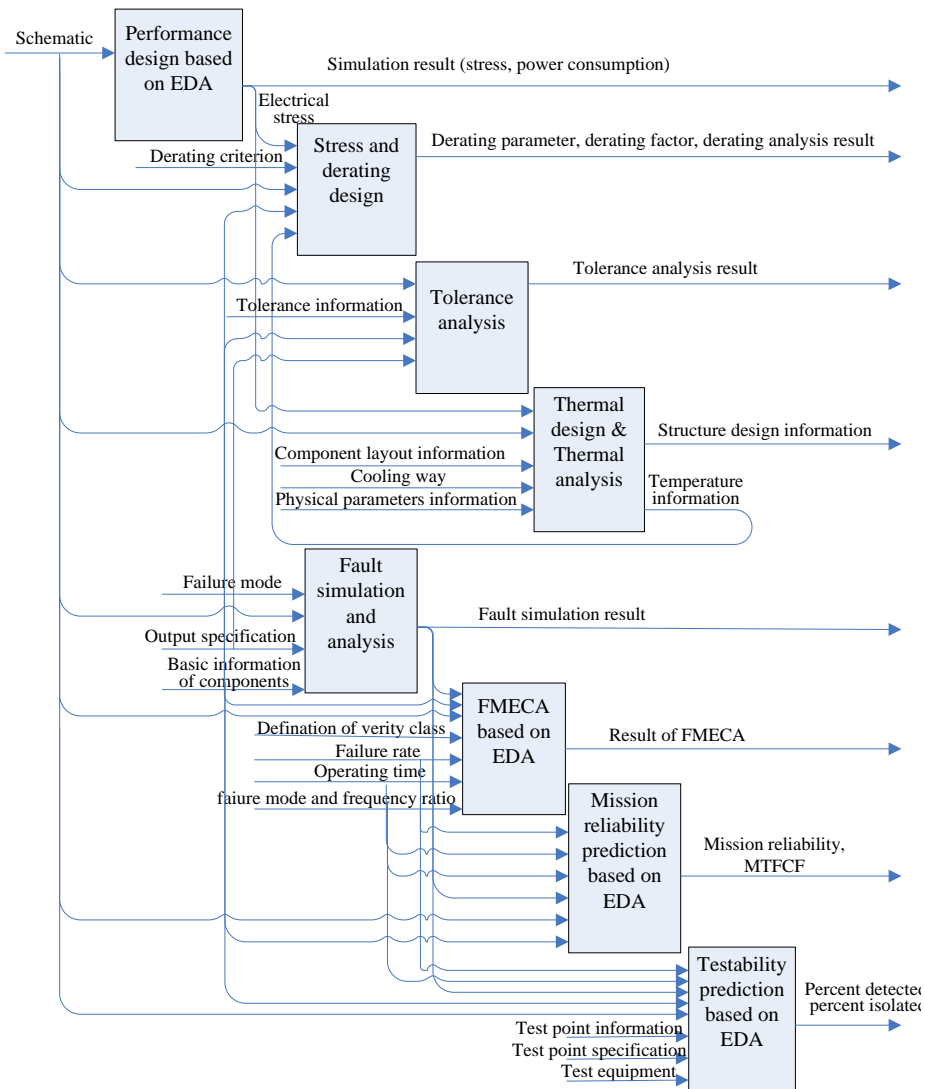 Schematic
Performance
design based
on EDA
Simulation result (stress, power consumption)
Electrical
stress
Derating criterion
Stress and
derating
design
Derating parameter, derating factor, derating analysis result
Tolerance analysis result
Tolerance information
Tolerance
analysis
Thermal
design &
Thermal
analysis
Structure design information
Component layout information
Cooling way
Physical parameters information
Temperature
information
Failure mode
Fault
simulation
and
analysis
Fault simulation result
Output specification
Basic information
of components
Defination of verity class
Failure rate
Operating time
faiure mode and frequency ratio
FMECA
based on
EDA
Result of FMECA
Mission
reliability
prediction
based on
EDA
Mission reliability,
MTFCF
Testability
prediction
based on
EDA
Percent detected
percent isolated
Test point information
Test point specification
Test equipment